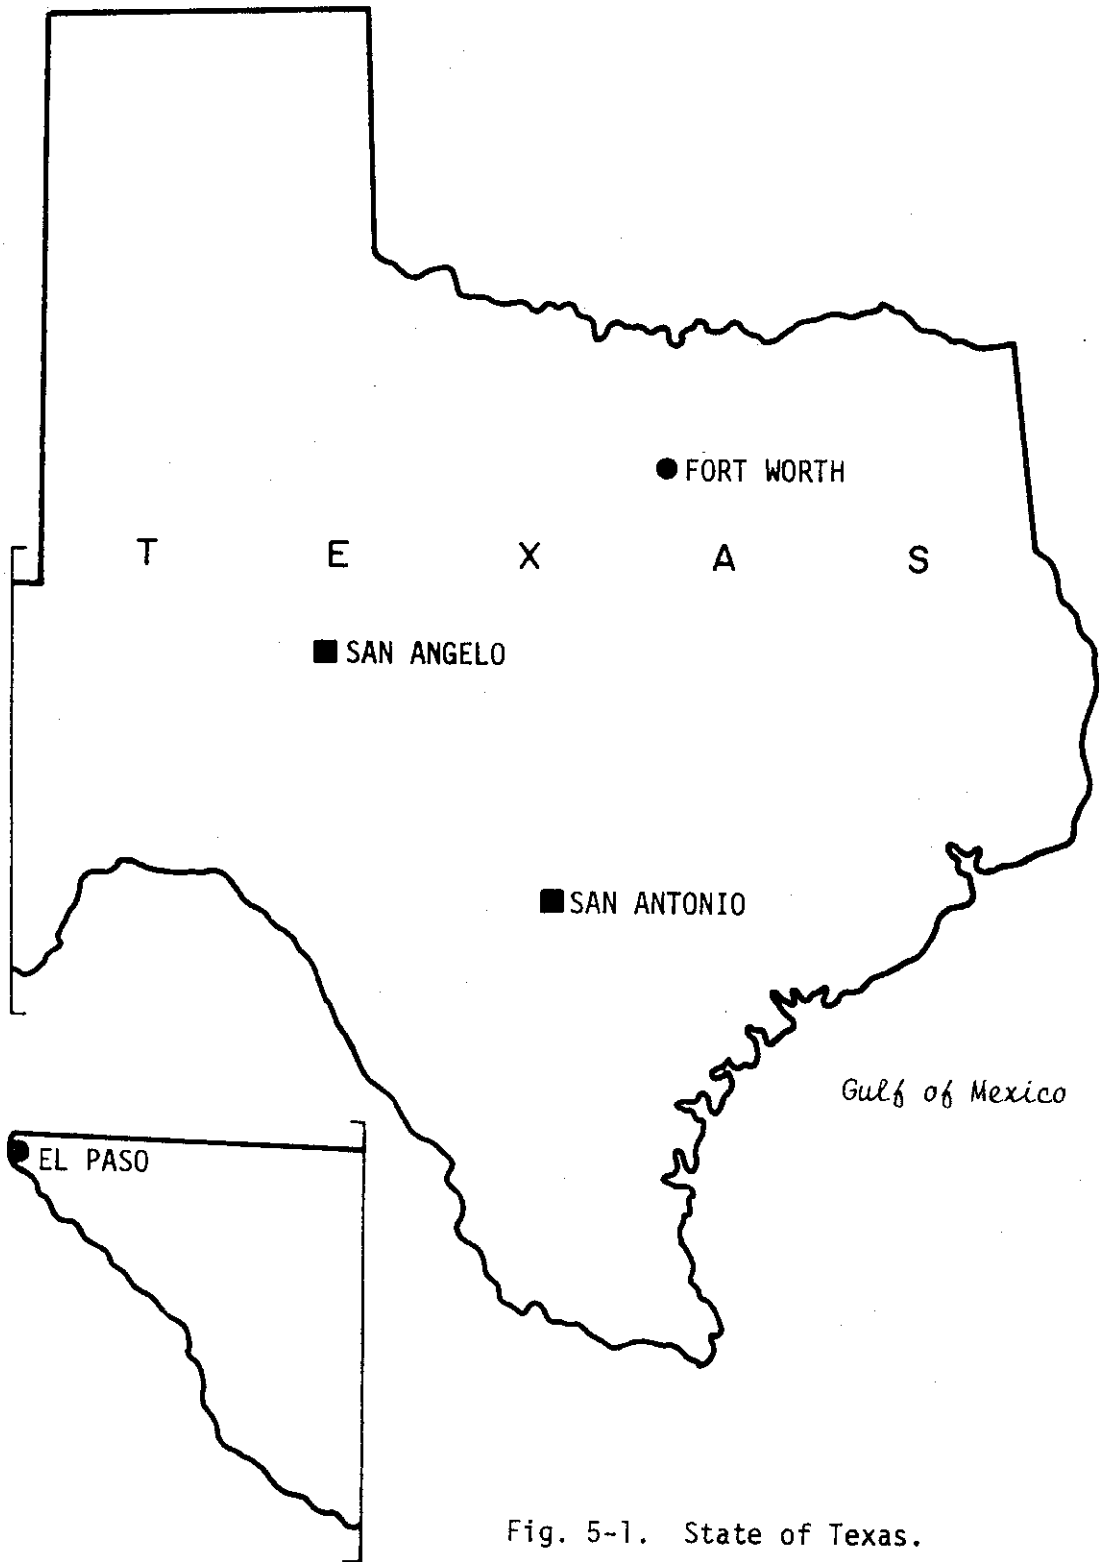 FORT WORTH
T E X A S
SAN ANGELO
SAN ANTONIO
Gulf of Mexico
EL PASO
Fig. 5-1. State of Texas.